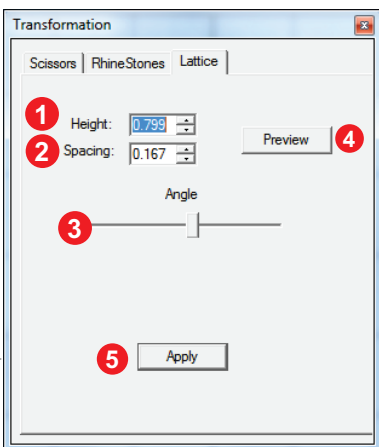 Transformation
Scissors RhineStones Lattice
1 Height: 0.799
2 Spacing: 0.167
Preview 4
Angle
3
5 Apply